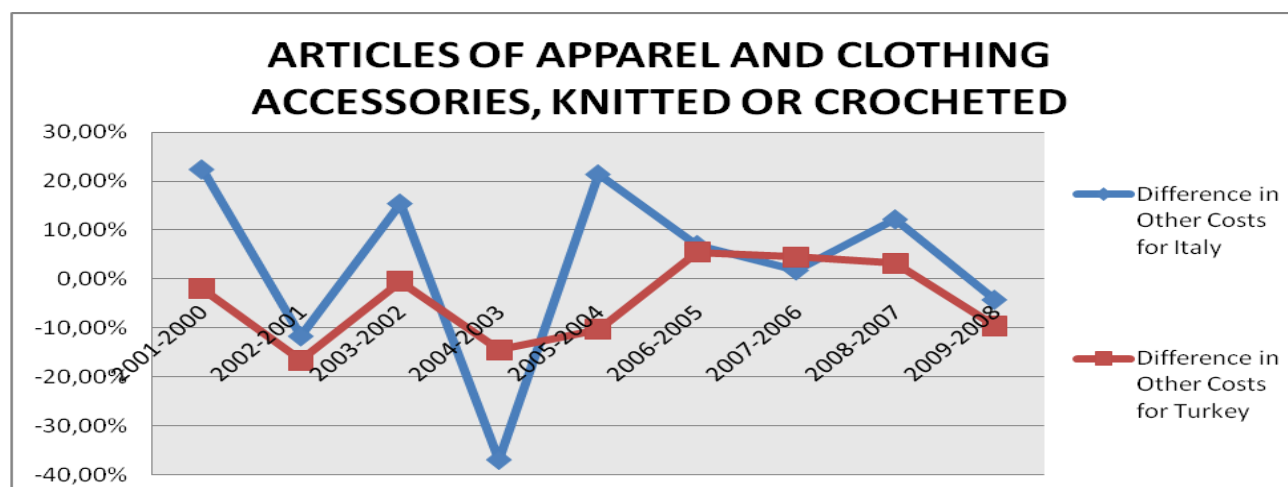 ARTICLES OF APPAREL AND CLOTHING
ACCESSORIES, KNITTED OR CROCHETED
30,00%
20,00%
10,00%
0,00%
-10,00%
-20,00%
-30,00%
-40,00%
2001-2000
2002-2001
2003-2002
2004-2003
2005-2004
2006-2005
2007-2006
2008-2007
2009-2008
Difference in
Other Costs
for Italy
Difference in
Other Costs
for Turkey